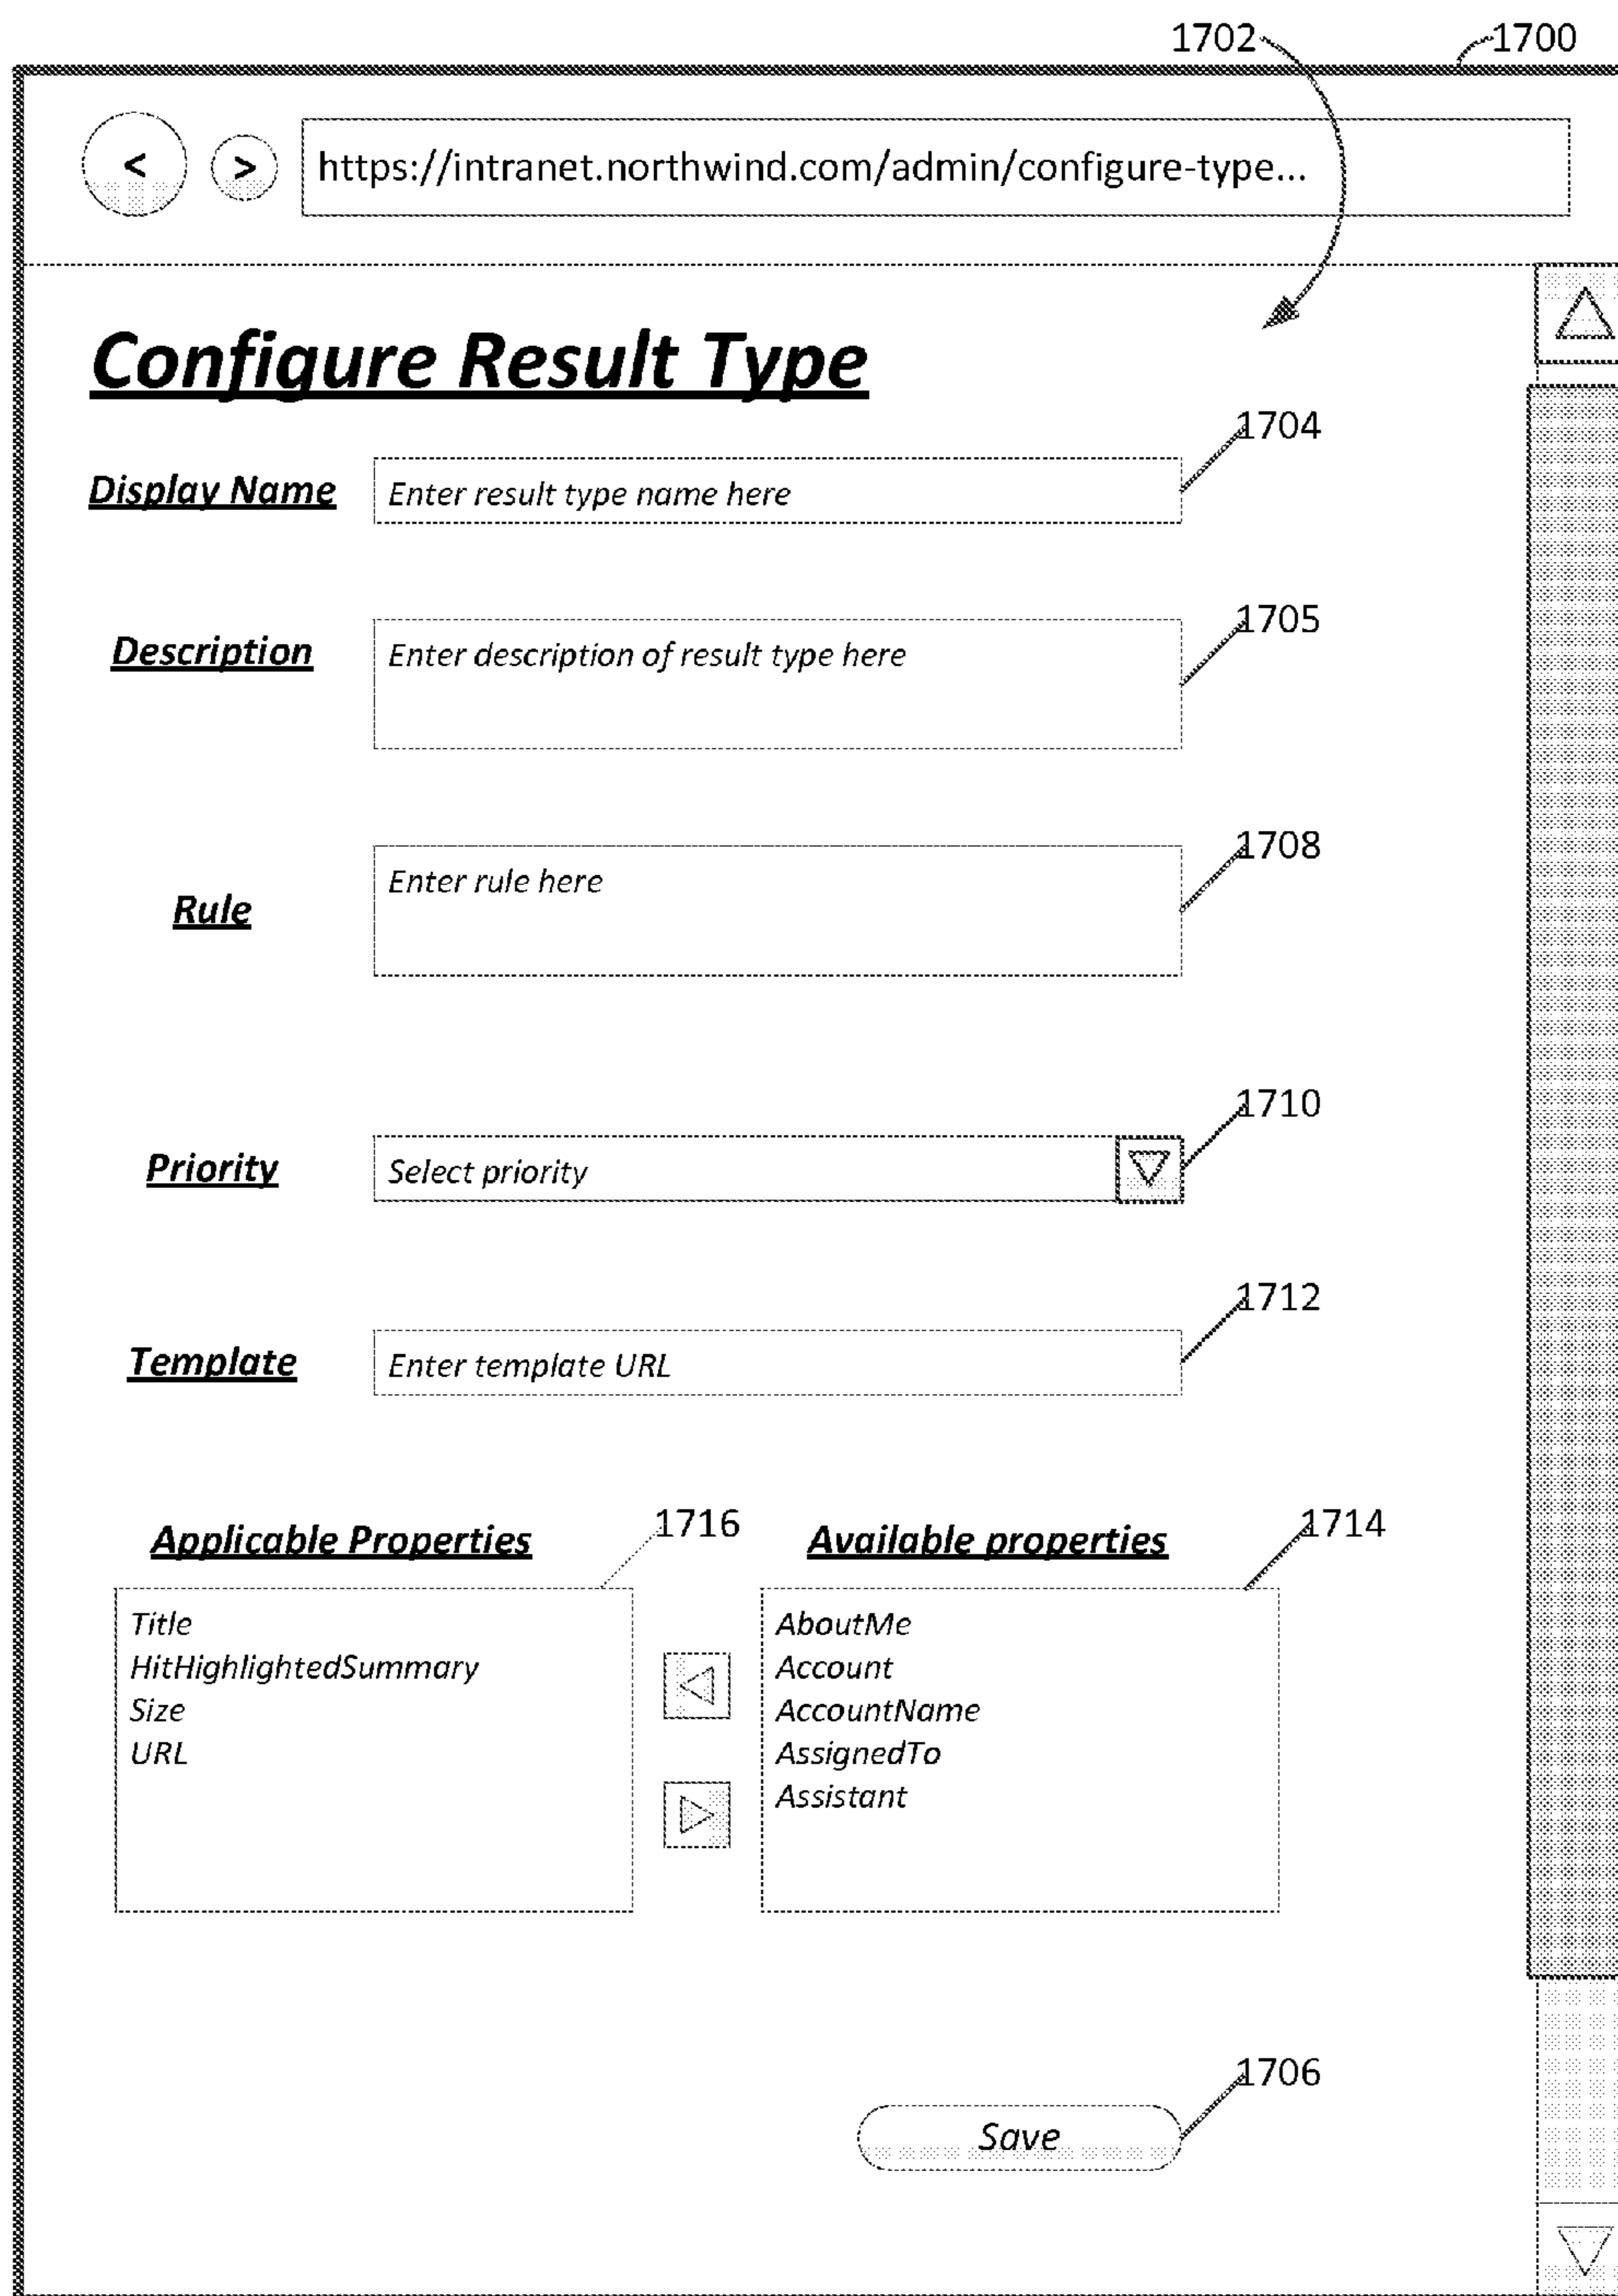 1702
1700
<
>
https://intranet.northwind.com/admin/configure-type...
Configure Result Type
1704
Display Name
Enter result type name here
1705
Description
Enter description of result type here
1708
Rule
Enter rule here
1710
Priority
Select priority
1712
Template
Enter template URL
Applicable Properties
1716
Available properties
1714
Title
HitHighlightedSummary
Size
URL
AboutMe
Account
AccountName
AssignedTo
Assistant
1706
Save